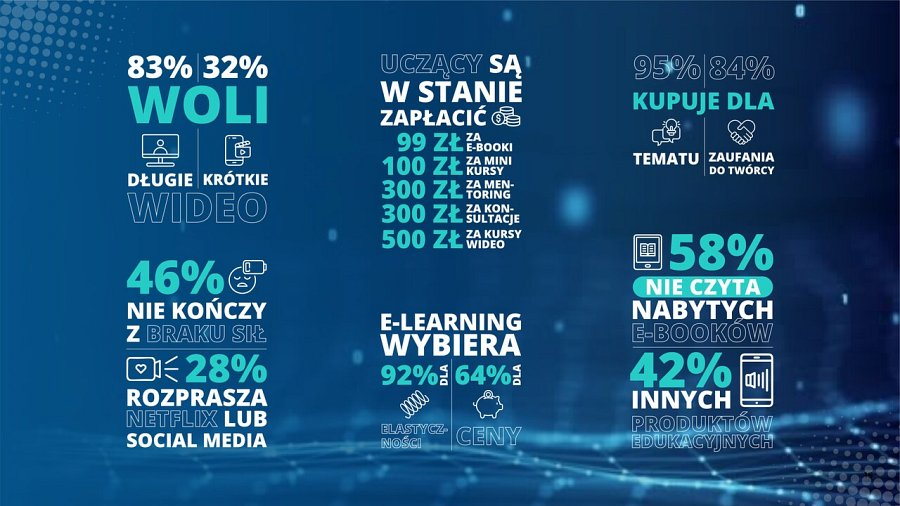 83% 32%
WOLI
DŁUGIE KRÓTKIE
WIDEO
46%
NIE KOŃCZY
Z BRAKU SIŁ
28%
ROZPRASZA
NETFLIX LUB
SOCIAL MEDIA
UCZĄCY SĄ
W STANIE
ZAPŁACIĆ
99 ZŁ ZA
E-BOOKI
100 ZŁ ZA MINI
KURSY
300 ZŁ ZA MEN-
TORING
300 ZŁ ZA KON-
SULTACJE
500 ZŁ ZA KURSY
WIDEO
E-LEARNING
WYBIERA
92% DLA 64% DLA
ELASTYCZ-
NOŚCI
CENY
95% 84%
KUPUJE DLA
TEMATU
ZAUFANIA
DO TWÓRCY
58%
NIE CZYTA
NABYTYCH
E-BOOKÓW
42%
INNYCH
PRODUKTÓW
EDUKACYJNYCH